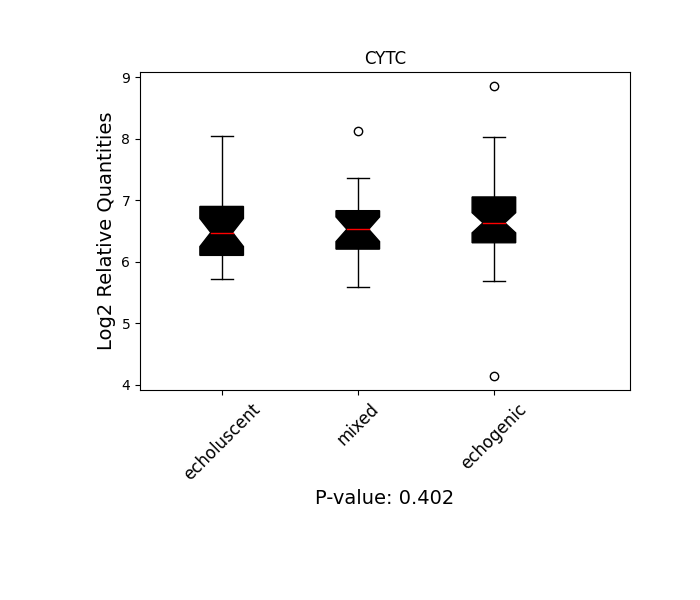 CYTC
Log2 Relative Quantities
9
8
7
6
5
4
echoluscent
mixed
echogenic
P-value: 0.402